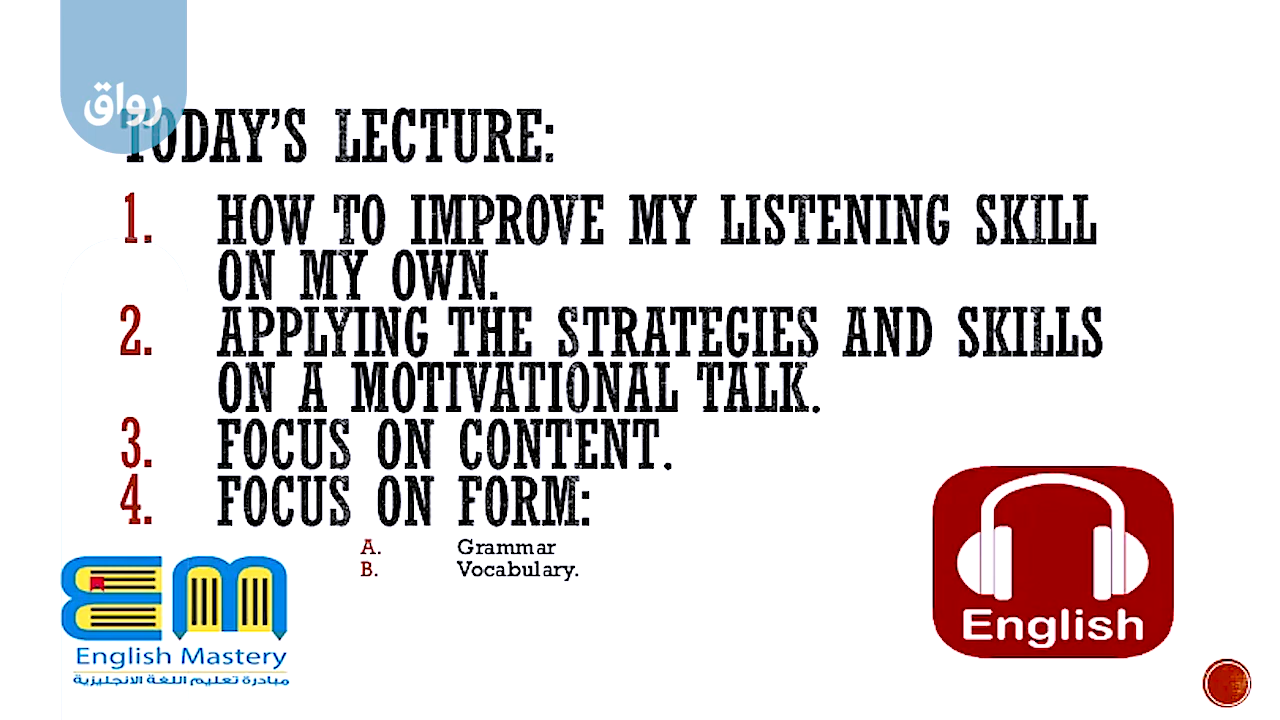 رواق
TODAY'S LECTURE:
1. HOW TO IMPROVE MY LISTENING SKILL
ON MY OWN.
2. APPLYING THE STRATEGIES AND SKILLS
ON A MOTIVATIONAL TALK.
3. FOCUS ON CONTENT.
4. FOCUS ON FORM:
A. Grammar
B. Vocabulary.
EM
English Mastery
مبادرة تعليم اللغة الانجليزية
English